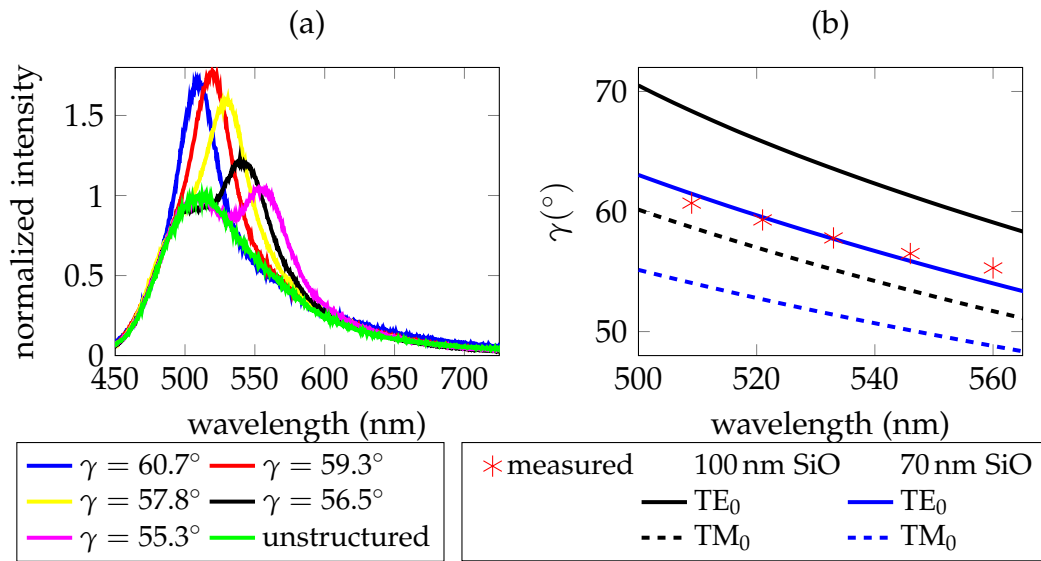 (a)
(b)
normalized intensity
0
0.5
1
1.5
450 500 550 600 650 700
wavelength (nm)
γ(°)
50
60
70
500 520 540 560
wavelength (nm)
γ = 60.7° γ = 59.3°
γ = 57.8° γ = 56.5°
γ = 55.3° unstructured
measured 100 nm SiO 70 nm SiO
TE₀ TE₀
TM₀ TM₀